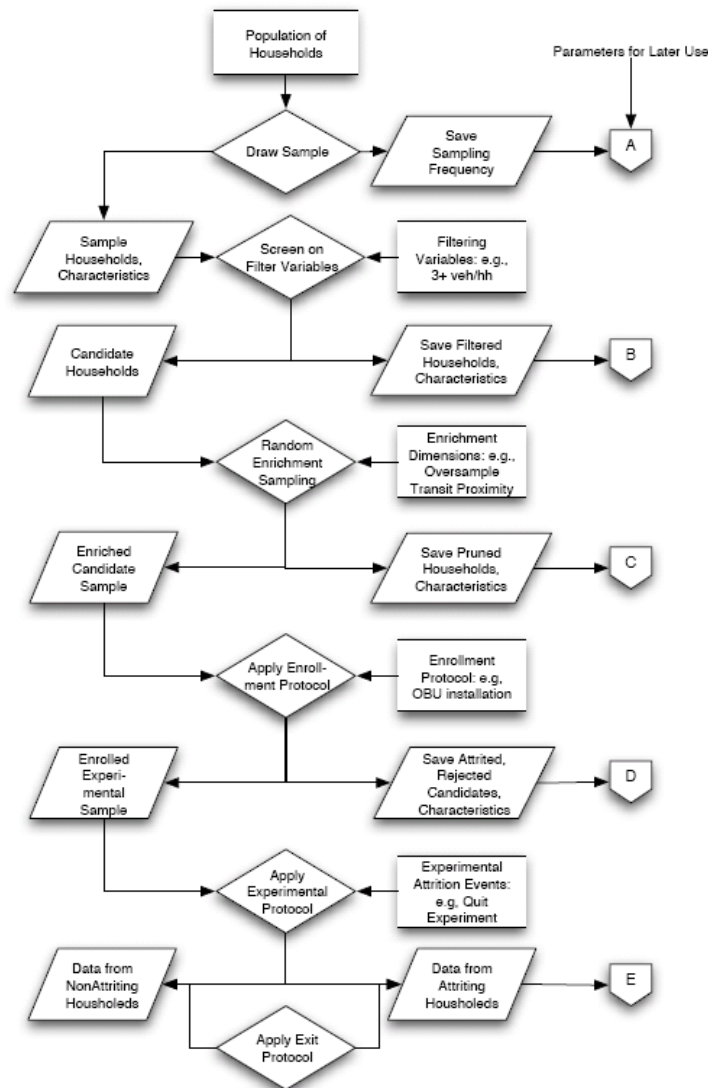 Population of
Households
Parameters for Later Use
Draw Sample
Save
Sampling
Frequency
A
Sample
Households,
Characteristics
Screen on
Filter Variables
Filtering
Variables: e.g.,
3+ veh/hh
Candidate
Households
Save Filtered
Households,
Characteristics
B
Random
Enrichment
Sampling
Enrichment
Dimensions: e.g.,
Oversample
Transit Proximity
Enriched
Candidate
Sample
Save Pruned
Households,
Characteristics
C
Apply Enroll-
ment Protocol
Enrollment
Protocol: e.g,
OBU installation
Enrolled
Experi-
mental
Sample
Save Attrited,
Rejected
Candidates,
Characteristics
D
Apply
Experimental
Protocol
Experimental
Attrition Events:
e.g, Quit
Experiment
Data from
NonAttriting
Housholeds
Data from
Attriting
Housholeds
E
Apply Exit
Protocol